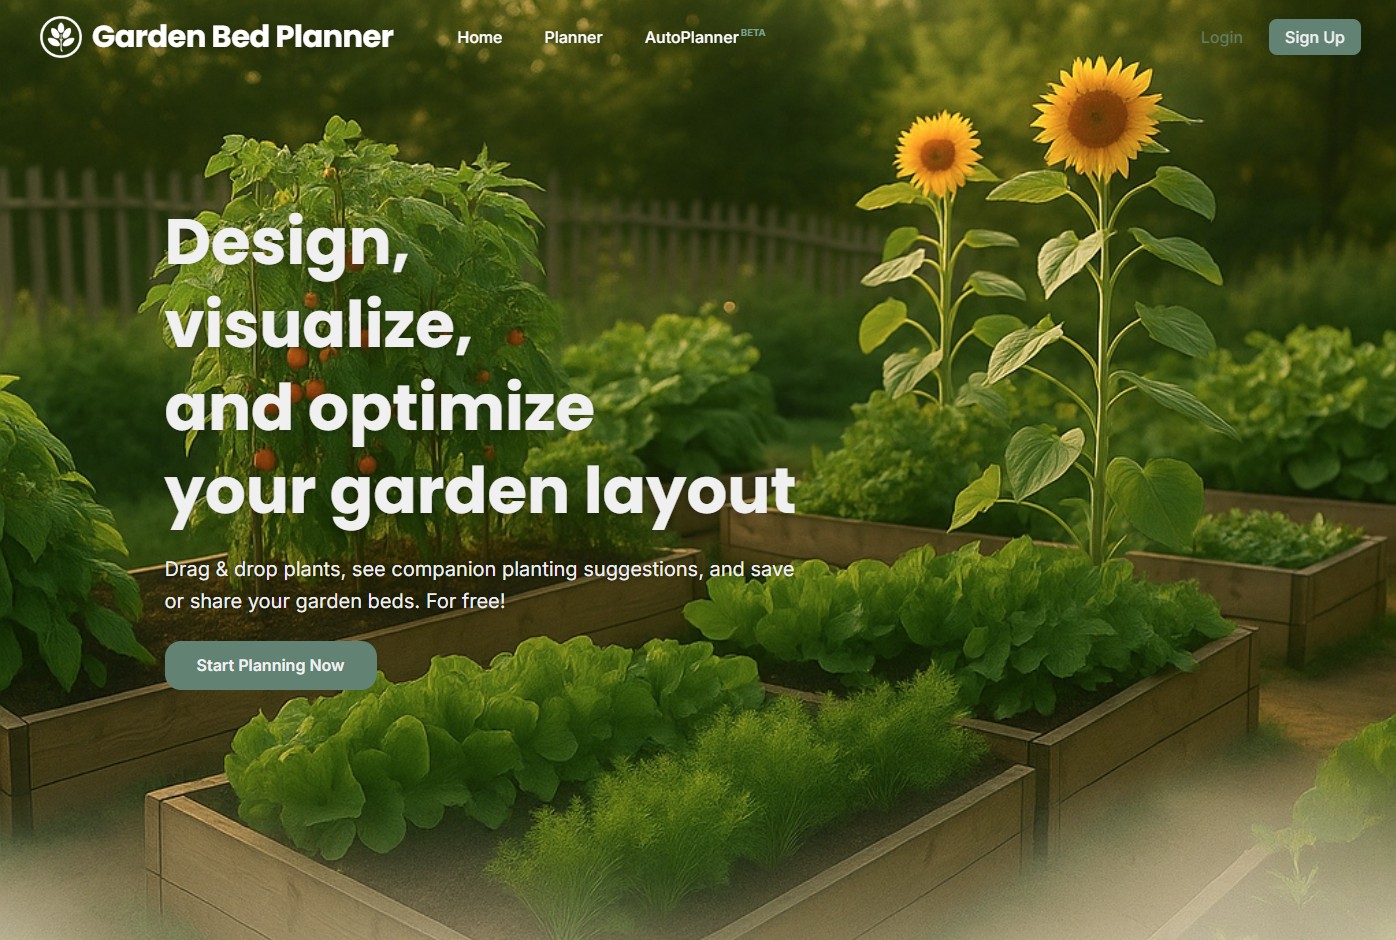 Garden Bed Planner
Home
Planner
AutoPlanner BETA
Login
Sign Up
Design,
visualize,
and optimize
your garden layout
Drag & drop plants, see companion planting suggestions, and save
or share your garden beds. For free!
Start Planning Now